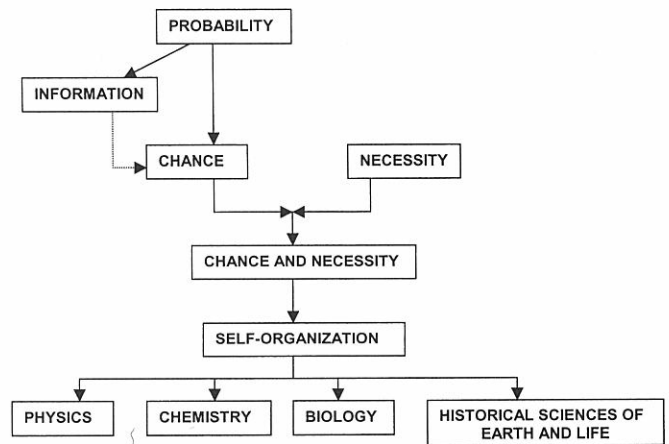 PROBABILITY
INFORMATION
CHANCE
NECESSITY
CHANCE AND NECESSITY
SELF-ORGANIZATION
PHYSICS
CHEMISTRY
BIOLOGY
HISTORICAL SCIENCES OF
EARTH AND LIFE